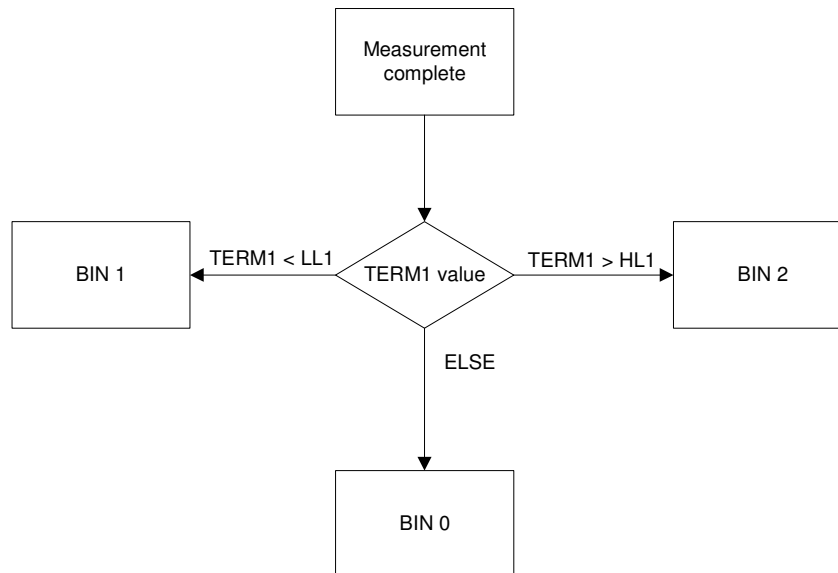 Measurement
complete
BIN 1
TERM1 < LL1
TERM1 value
TERM1 > HL1
BIN 2
ELSE
BIN 0